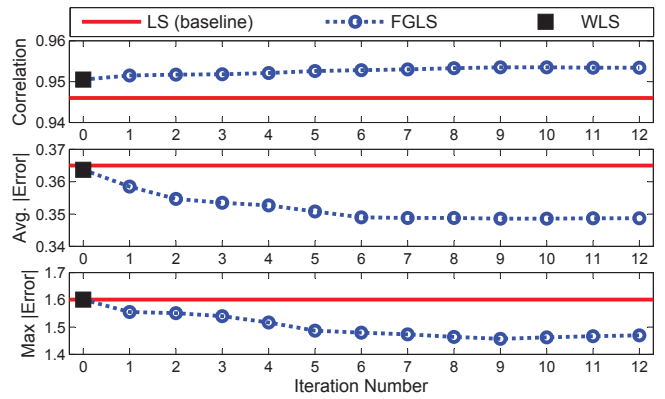 LS (baseline) FGLS WLS
0.96
0.95
0.94
Correlation
0 1 2 3 4 5 6 7 8 9 10 11 12
0.37
0.36
0.35
0.34
Avg. |Error|
0 1 2 3 4 5 6 7 8 9 10 11 12
1.7
1.6
1.5
1.4
Max |Error|
0 1 2 3 4 5 6 7 8 9 10 11 12
Iteration Number